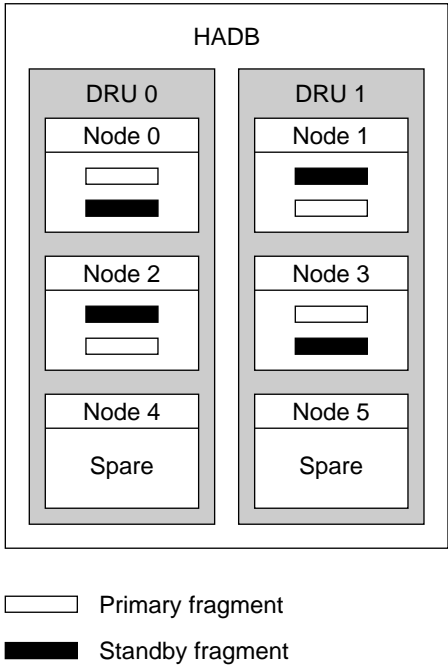 HADB
DRU 0
DRU 1
Node 0
Node 1
Node 2
Node 3
Node 4
Node 5
Spare
Spare
Primary fragment
Standby fragment